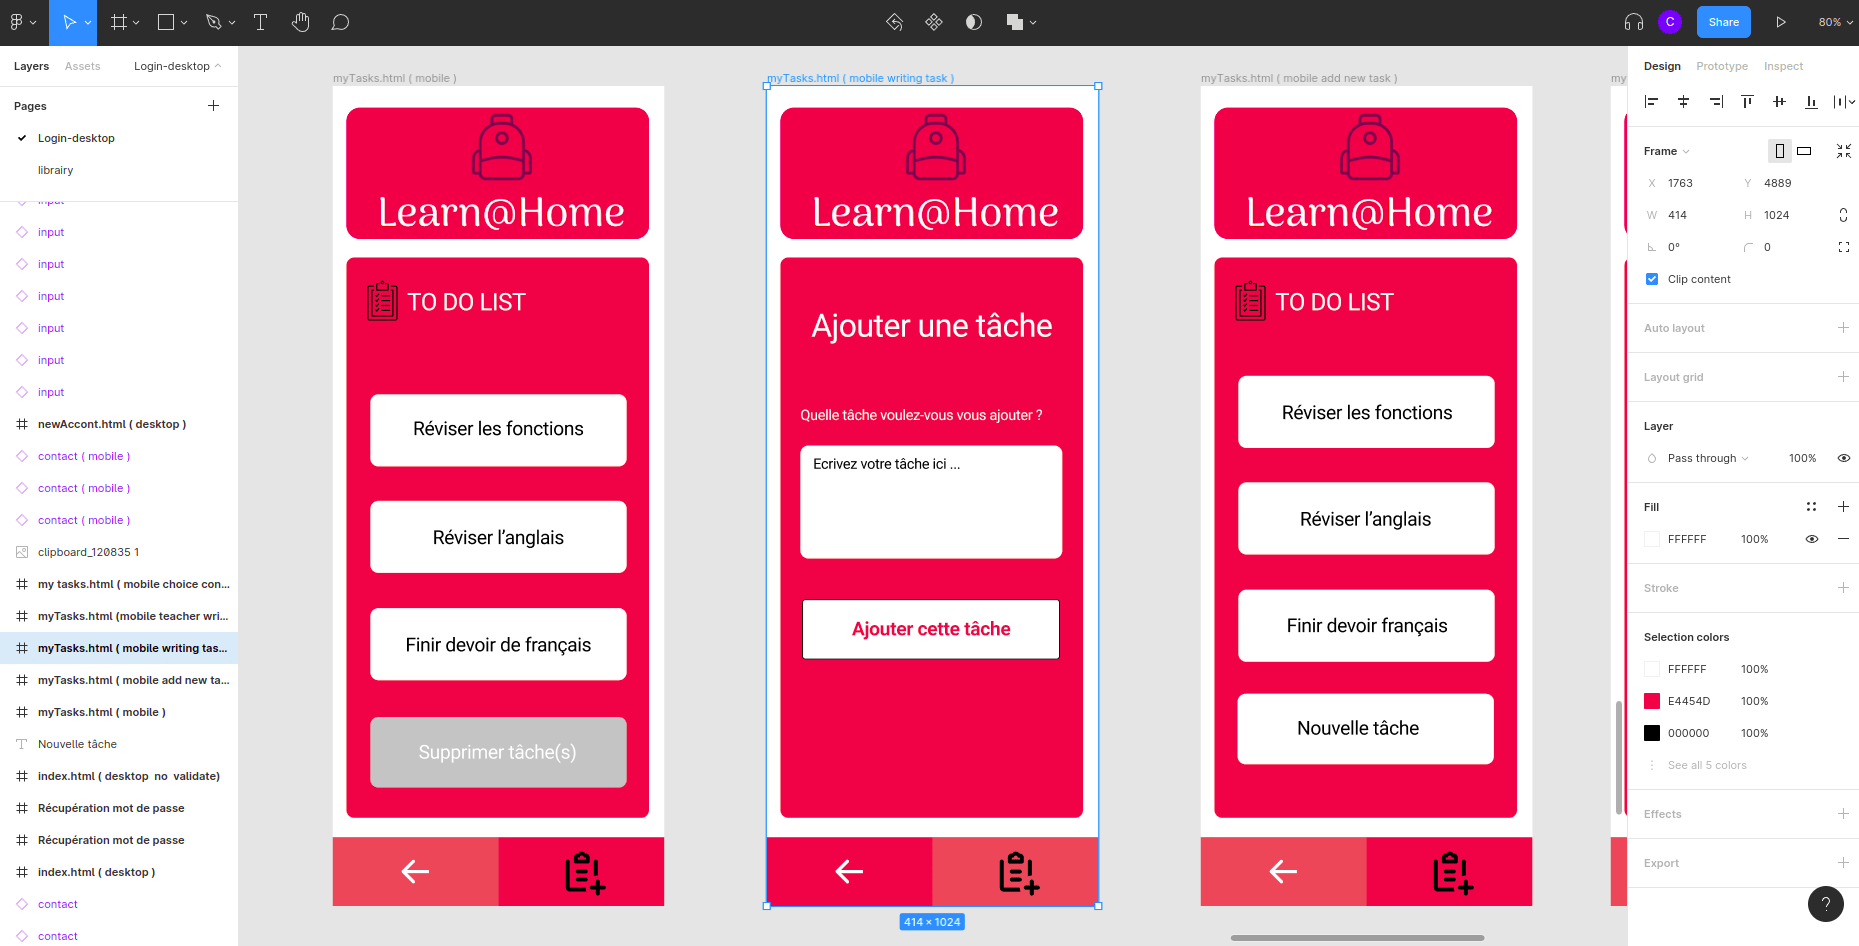 C
Share
80%
Layers
Assets
Login-desktop
Pages
Login-desktop
librairy
input
input
input
input
input
input
input
newAccont.html ( desktop )
contact ( mobile )
contact ( mobile )
contact ( mobile )
clipboard_120835 1
my tasks.html ( mobile choice con...
myTasks.html (mobile teacher wri...
myTasks.html ( mobile writing tas...
myTasks.html ( mobile add new ta...
myTasks.html ( mobile )
Nouvelle tâche
index.html ( desktop no validate)
Récupération mot de passe
Récupération mot de passe
index.html ( desktop )
contact
contact
myTasks.html ( mobile )
Learn@Home
TO DO LIST
Réviser les fonctions
Réviser l’anglais
Finir devoir de français
Supprimer tâche(s)
myTasks.html ( mobile writing task )
Learn@Home
Ajouter une tâche
Quelle tâche voulez-vous vous ajouter ?
Ecrivez votre tâche ici ...
Ajouter cette tâche
414 × 1024
myTasks.html ( mobile add new task )
Learn@Home
TO DO LIST
Réviser les fonctions
Réviser l’anglais
Finir devoir français
Nouvelle tâche
my
Design
Prototype
Inspect
Frame
X 1763
Y 4889
W 414
H 1024
0°
0
Clip content
Auto layout
Layout grid
Layer
Pass through
100%
Fill
FFFFFF 100%
Stroke
Selection colors
FFFFFF 100%
E4454D 100%
000000 100%
See all 5 colors
Effects
Export
?